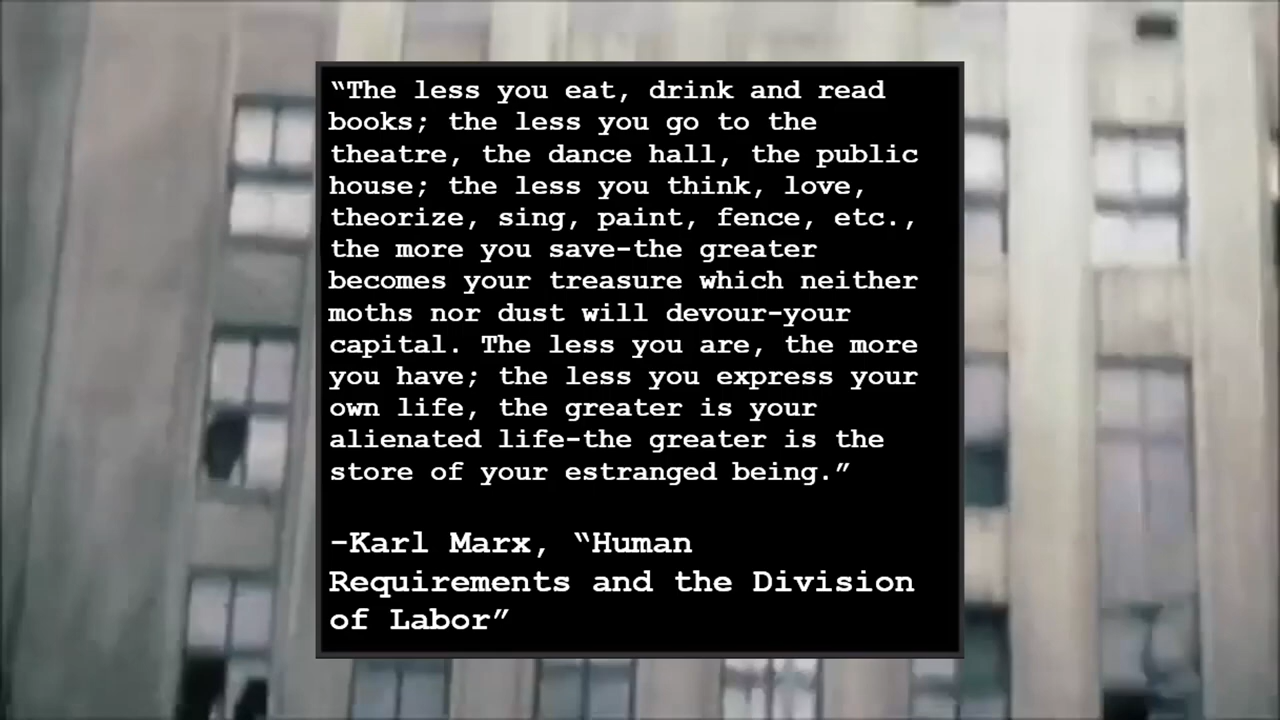 “The less you eat, drink and read
books; the less you go to the
theatre, the dance hall, the public
house; the less you think, love,
theorize, sing, paint, fence, etc.,
the more you save-the greater
becomes your treasure which neither
moths nor dust will devour-your
capital. The less you are, the more
you have; the less you express your
own life, the greater is your
alienated life-the greater is the
store of your estranged being.”
-Karl Marx, “Human
Requirements and the Division
of Labor”